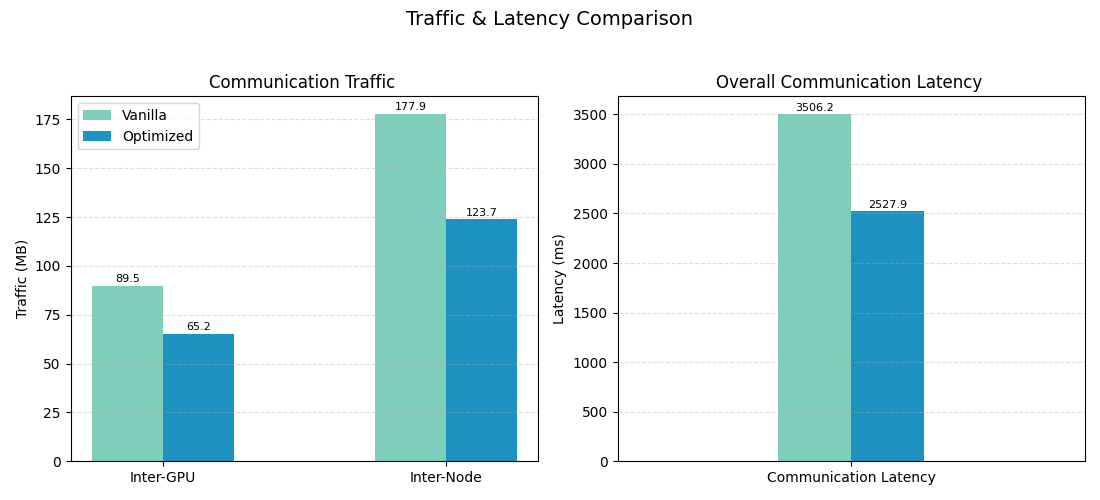 Traffic & Latency Comparison
Communication Traffic
Traffic (MB)
175
150
125
100
75
50
25
0
Vanilla
Optimized
89.5
65.2
177.9
123.7
Inter-GPU
Inter-Node
Overall Communication Latency
Latency (ms)
3500
3000
2500
2000
1500
1000
500
0
3506.2
2527.9
Communication Latency